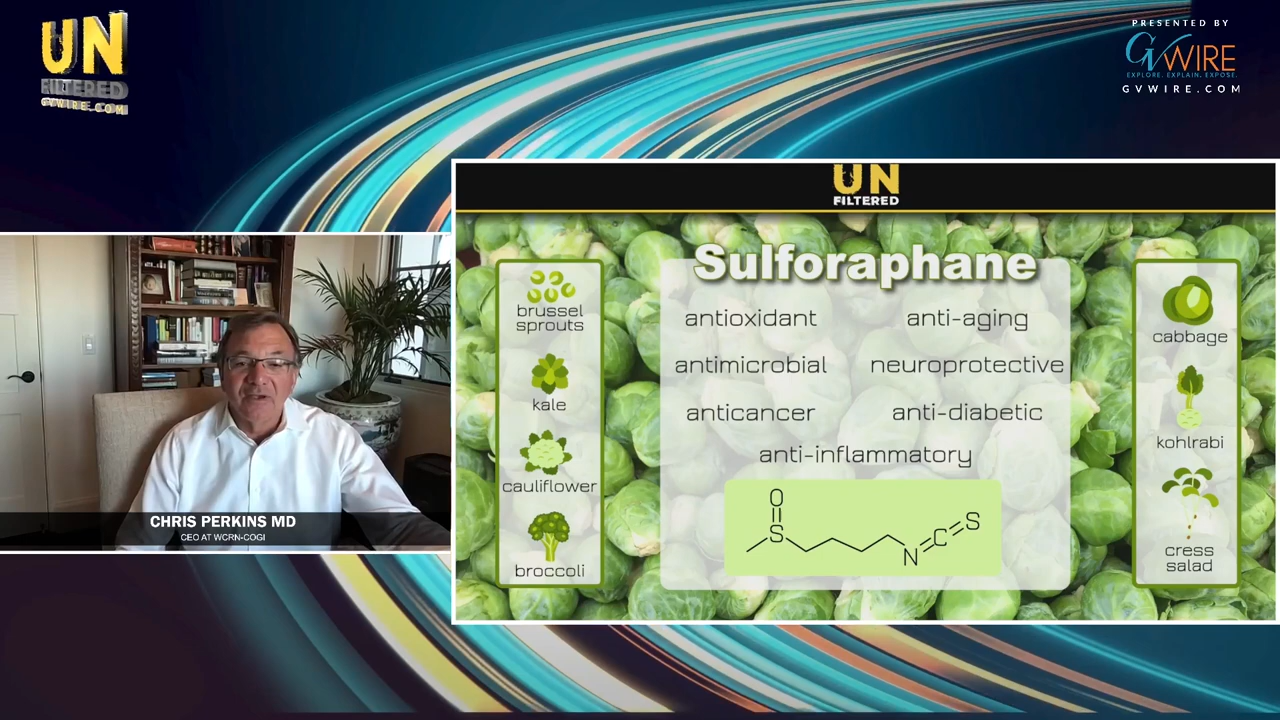 UN
FILTERED
GVWIRE.COM
PRESENTED BY
GVWIRE
EXPLORE. EXPLAIN. EXPOSE.
GVWIRE.COM
UN
FILTERED
CHRIS PERKINS MD
CEO AT WCRN-COGI
Sulforaphane
brussel
sprouts
kale
cauliflower
broccoli
antioxidant
anti-aging
antimicrobial
neuroprotective
anticancer
anti-diabetic
anti-inflammatory
O
S
N
C
S
cabbage
kohlrabi
cress
salad